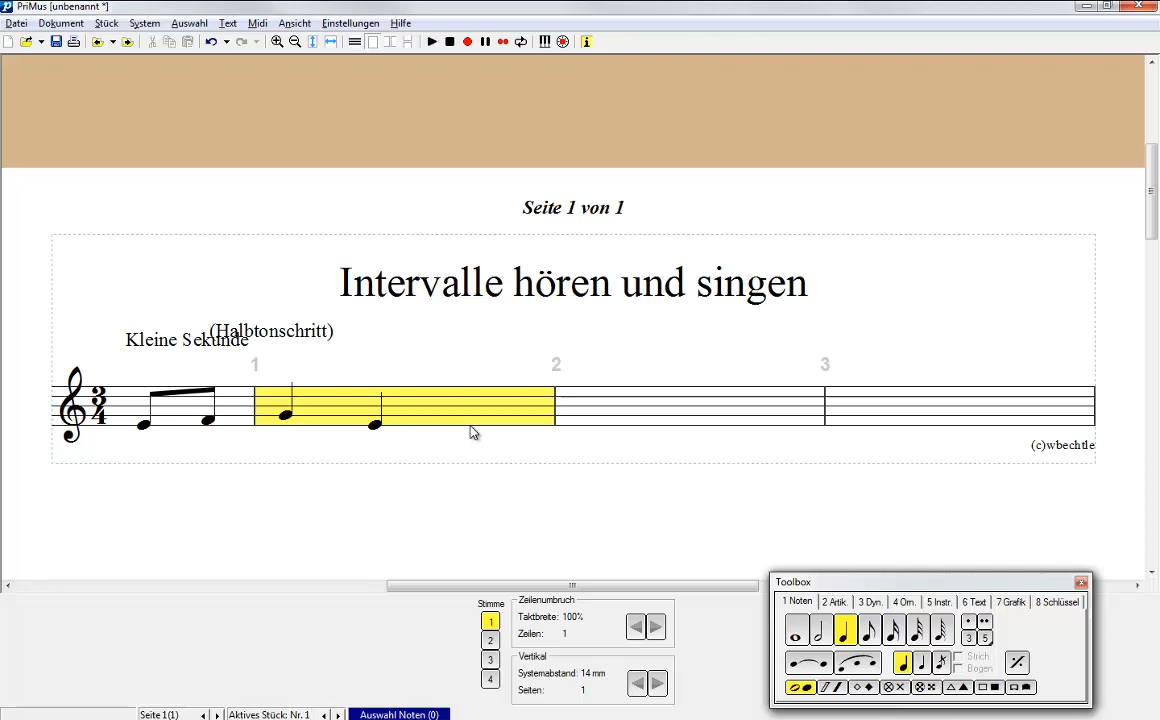 PriMus [unbenannt *]
Datei Dokument Stück System Auswahl Text Midi Ansicht Einstellungen Hilfe
Seite 1 von 1
Intervalle hören und singen
(Halbtonschritt)
Kleine Sekunde
1 2 3
3
4
(c)wbechtle
Toolbox
1 Noten 2 Artik. 3 Dyn. 4 Orn. 5 Instr. 6 Text 7 Grafik 8 Schlüssel
3 5
Strich
Bogen
Stimme
1
2
3
4
Zeilenumbruch
Taktbreite: 100%
Zeilen: 1
Vertikal
Systemabstand: 14 mm
Seiten: 1
Seite 1(1) Aktives Stück: Nr. 1 Auswahl Noten (0)